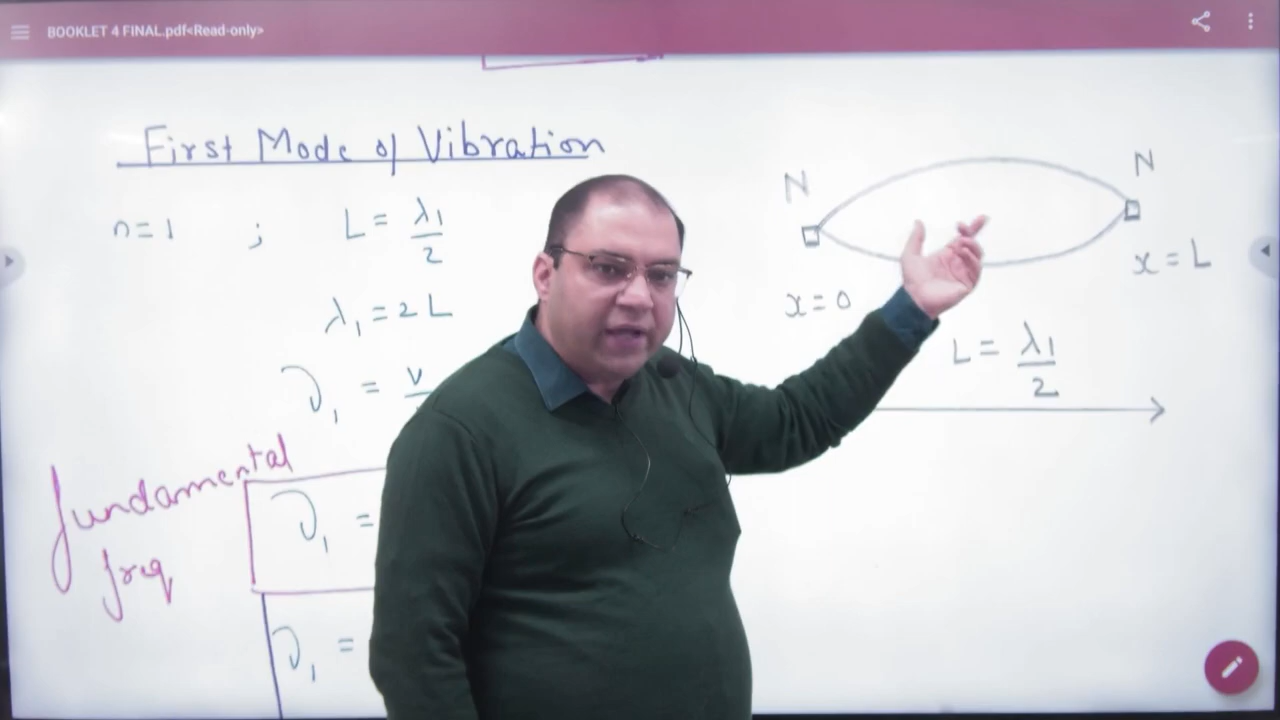 BOOKLET 4 FINAL.pdf<Read-only>
First Mode of Vibration
n=1 ; L = λ₁/2
λ₁ = 2L
ν₁ = v
fundamental
freq
ν₁ =
ν₁ =
N
N
x=0
x=L
L = λ₁/2